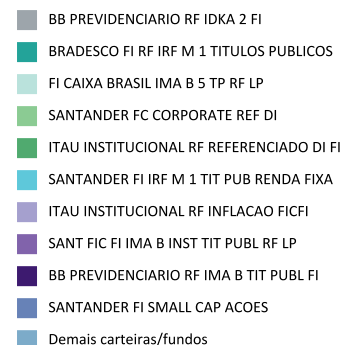 BB PREVIDENCIARIO RF IDKA 2 FI
BRADESCO FI RF IRF M 1 TITULOS PUBLICOS
FI CAIXA BRASIL IMA B 5 TP RF LP
SANTANDER FC CORPORATE REF DI
ITAU INSTITUCIONAL RF REFERENCIADO DI FI
SANTANDER FI IRF M 1 TIT PUB RENDA FIXA
ITAU INSTITUCIONAL RF INFLACAO FICFI
SANT FIC FI IMA B INST TIT PUBL RF LP
BB PREVIDENCIARIO RF IMA B TIT PUBL FI
SANTANDER FI SMALL CAP ACOES
Demais carteiras/fundos